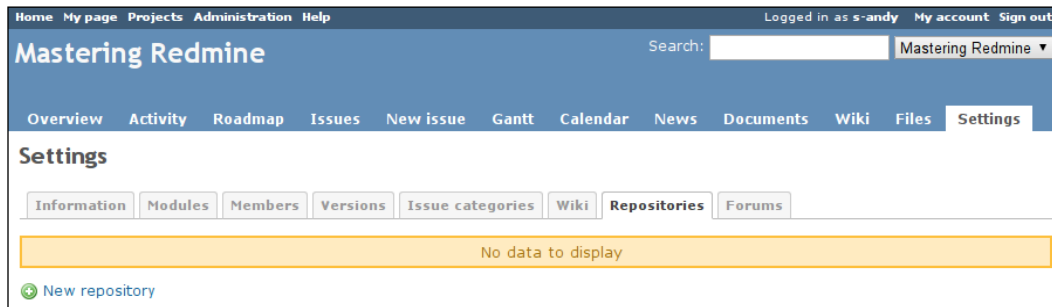 Home My page Projects Administration Help Logged in as s-andy My account Sign out
Mastering Redmine Search: Mastering Redmine ▼
Overview Activity Roadmap Issues New issue Gantt Calendar News Documents Wiki Files Settings
Settings
Information Modules Members Versions Issue categories Wiki Repositories Forums
No data to display
New repository